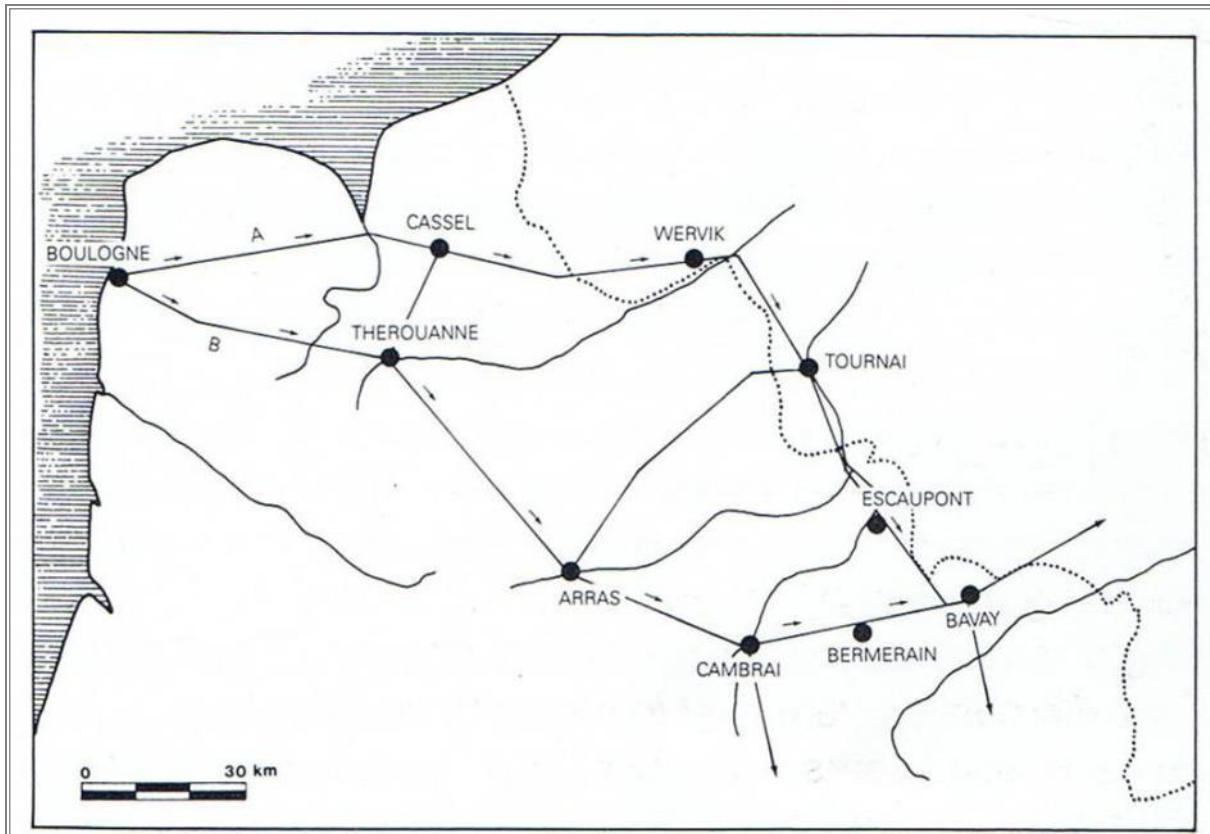 CASSEL
WERVIK
A
BOULOGNE
B
THEROUANNE
TOURNAI
ESCAUPONT
ARRAS
BAVAY
BERMERAIN
CAMBRAI
0 30 km